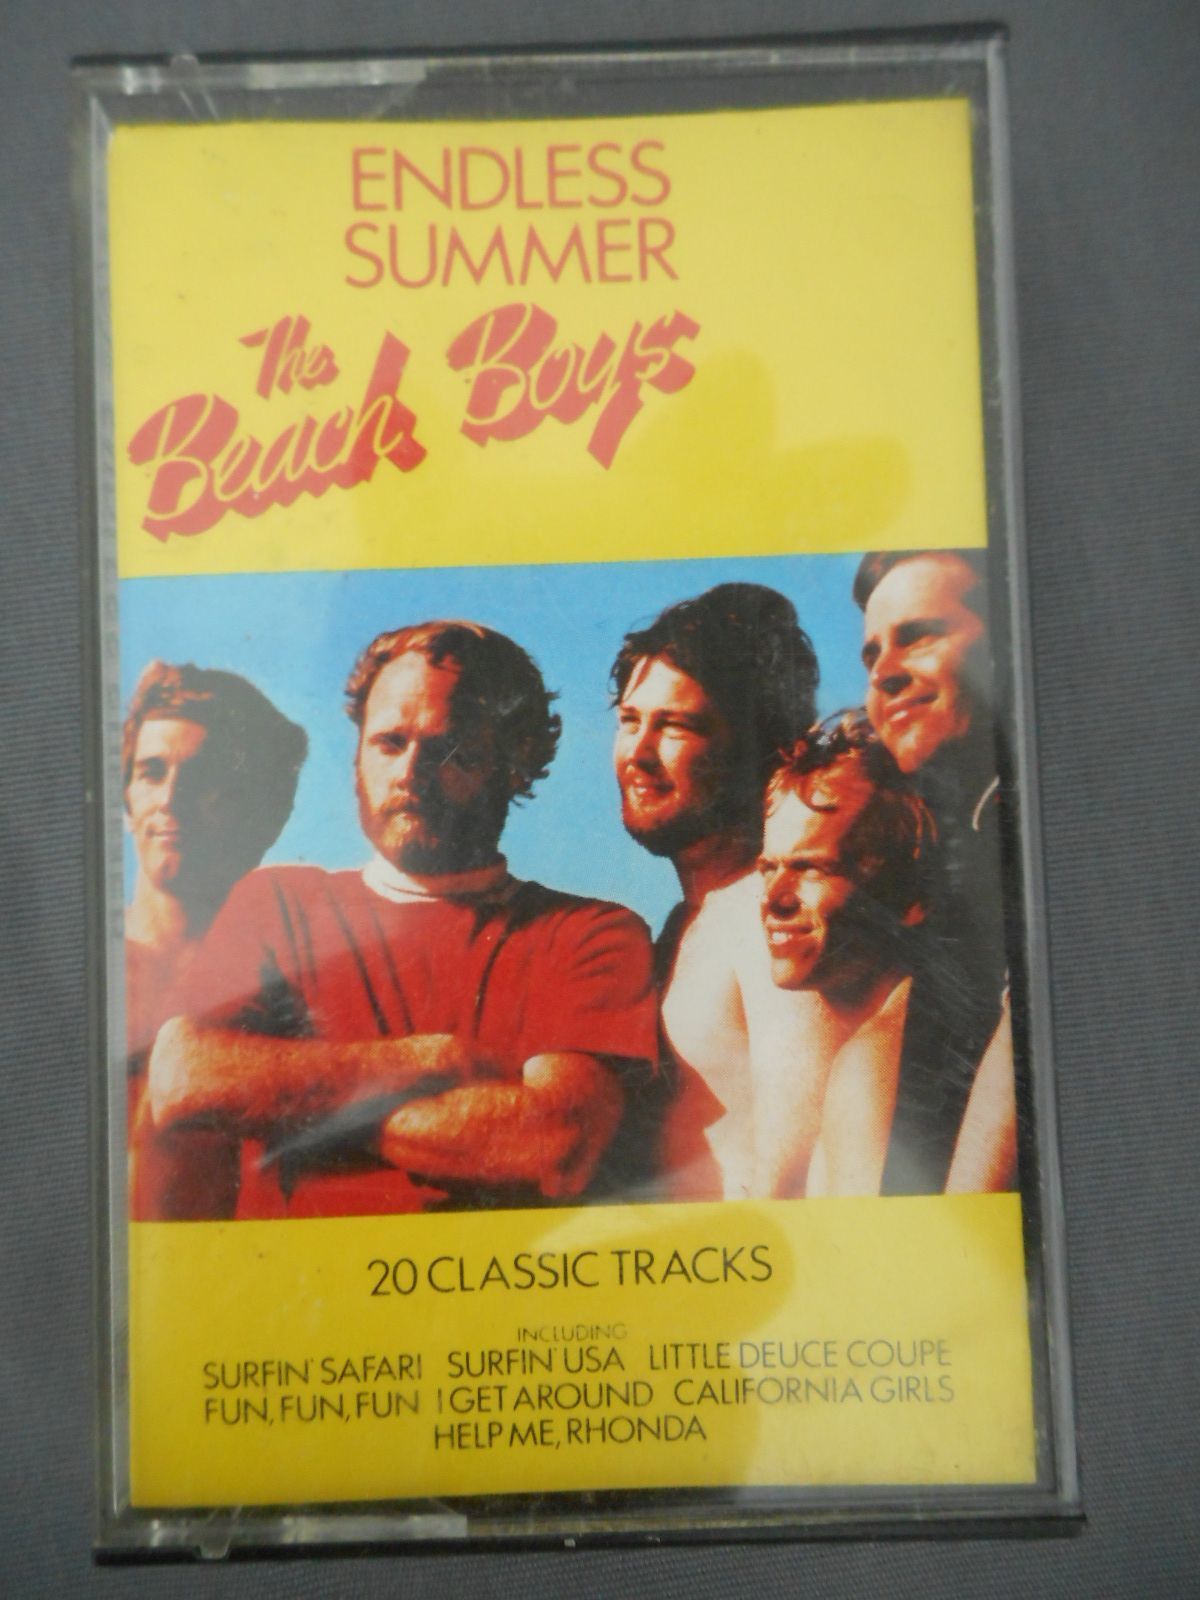 ENDLESS
SUMMER
The
Beach Boys
20 CLASSIC TRACKS
INCLUDING
SURFIN' SAFARI SURFIN' USA LITTLE DEUCE COUPE
FUN, FUN, FUN I GET AROUND CALIFORNIA GIRLS
HELP ME, RHONDA